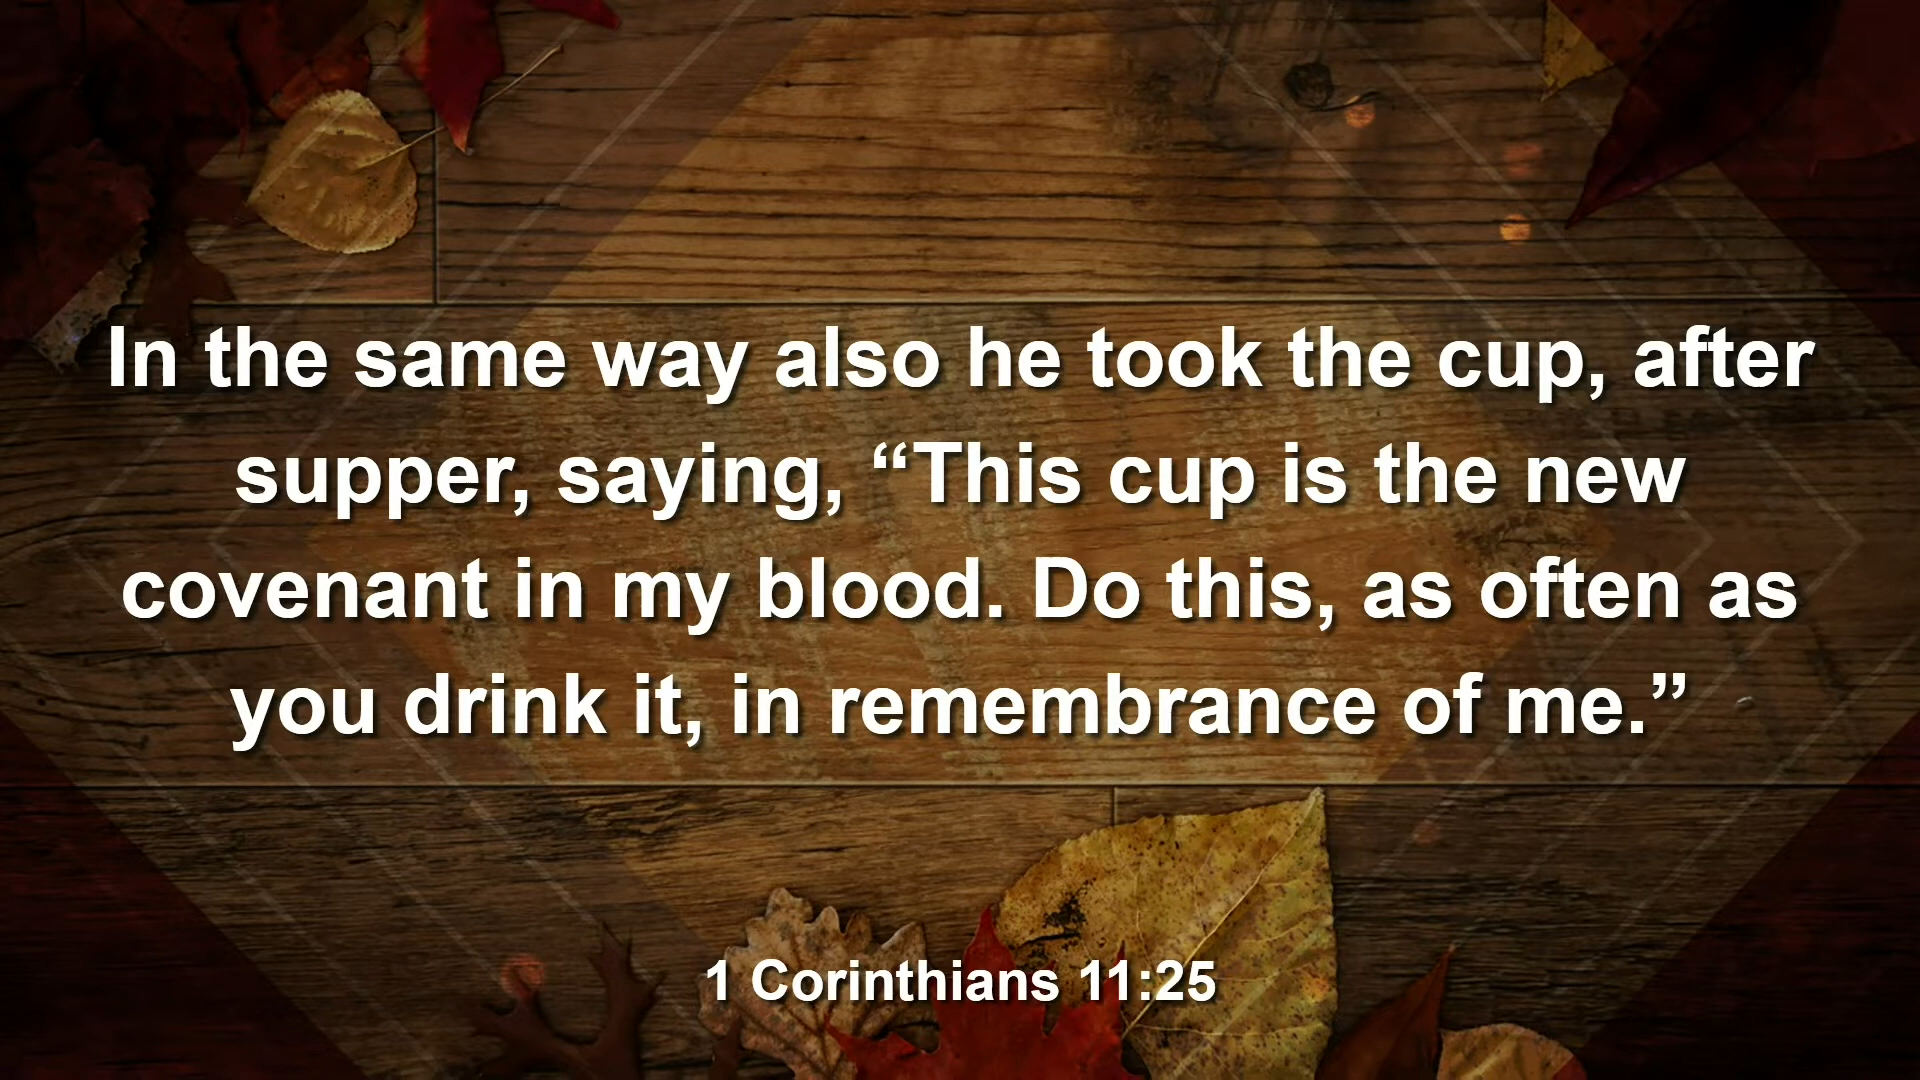 In the same way also he took the cup, after
supper, saying, “This cup is the new
covenant in my blood. Do this, as often as
you drink it, in remembrance of me.”
1 Corinthians 11:25